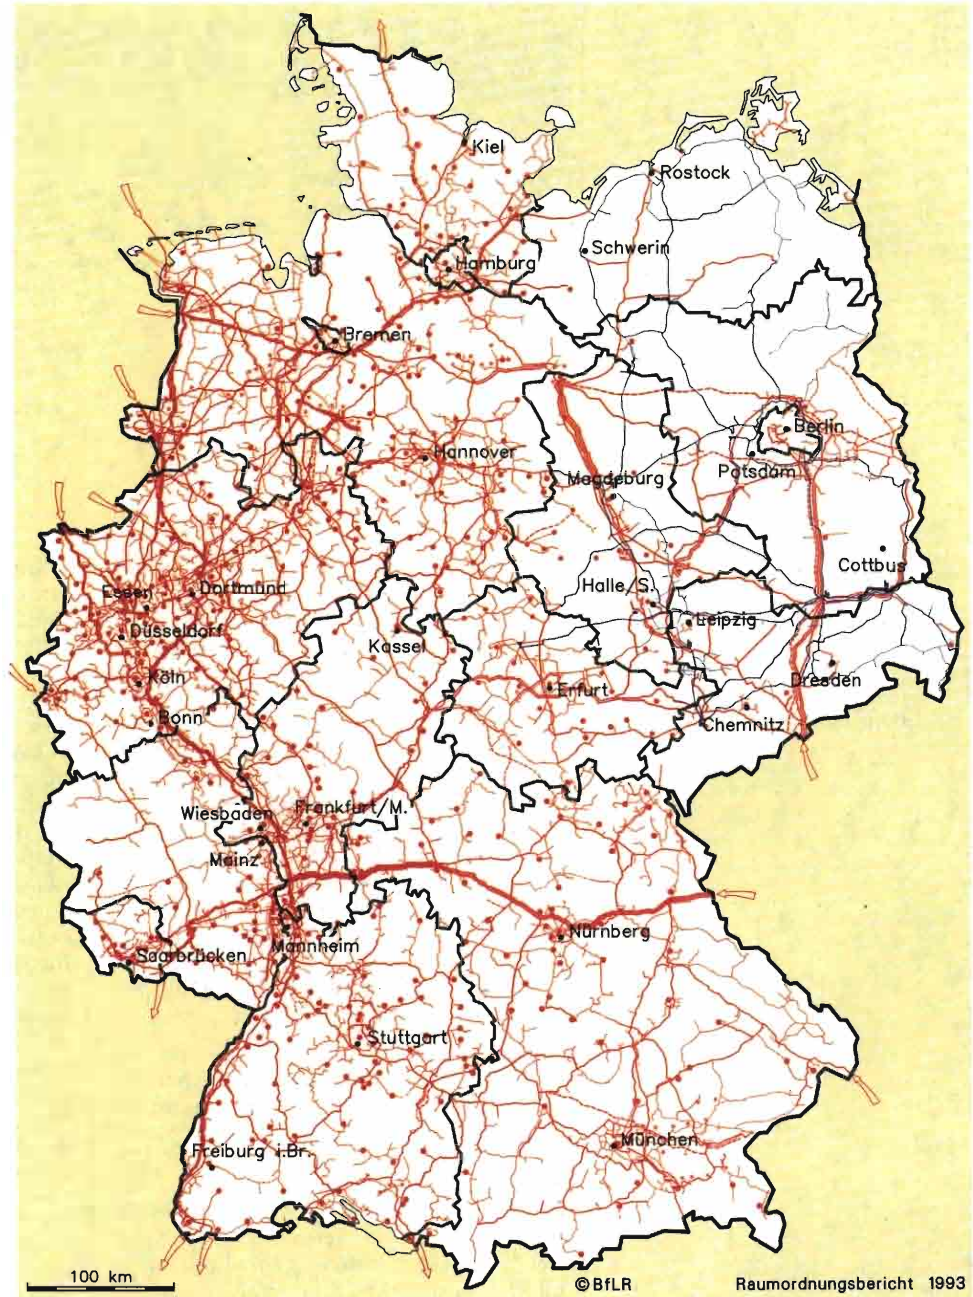 Kiel
Rostock
Schwerin
Hamburg
Bremen
Berlin
Hannover
Potsdam
Magdeburg
Cottbus
Essen
Dortmund
Halle/S.
Düsseldorf
Leipzig
Kassel
Köln
Erfurt
Dresden
Bonn
Chemnitz
Wiesbaden
Frankfurt/M.
Mainz
Nürnberg
Mannheim
Saarbrücken
Stuttgart
München
Freiburg i.Br.
100 km
©BfLR
Raumordnungsbericht 1993